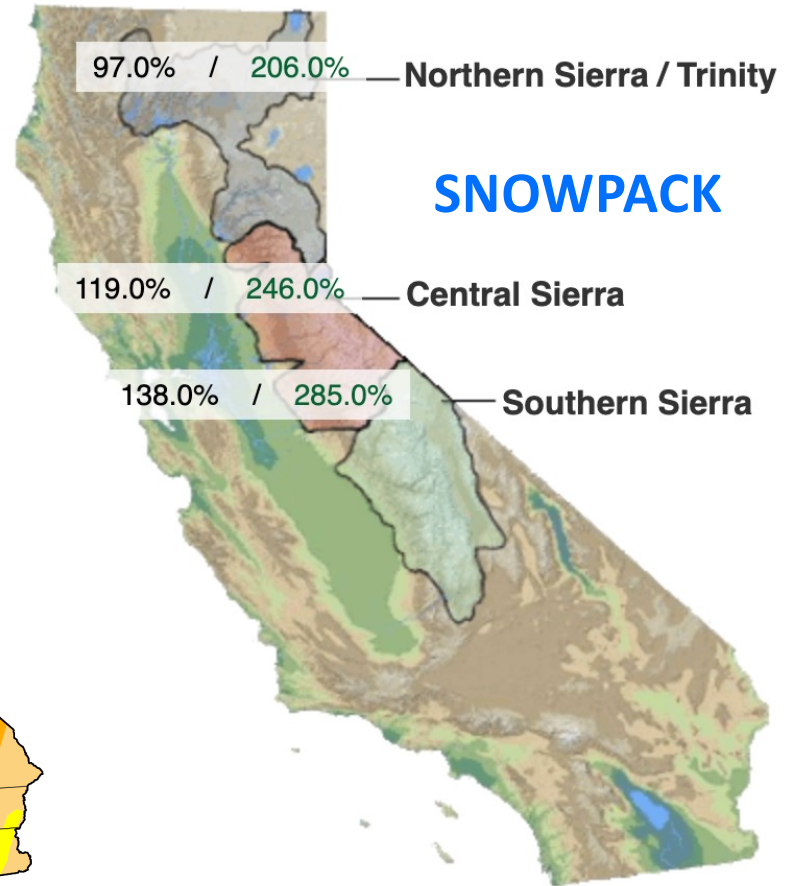 97.0% / 206.0% Northern Sierra / Trinity
SNOWPACK
119.0% / 246.0% Central Sierra
138.0% / 285.0% Southern Sierra